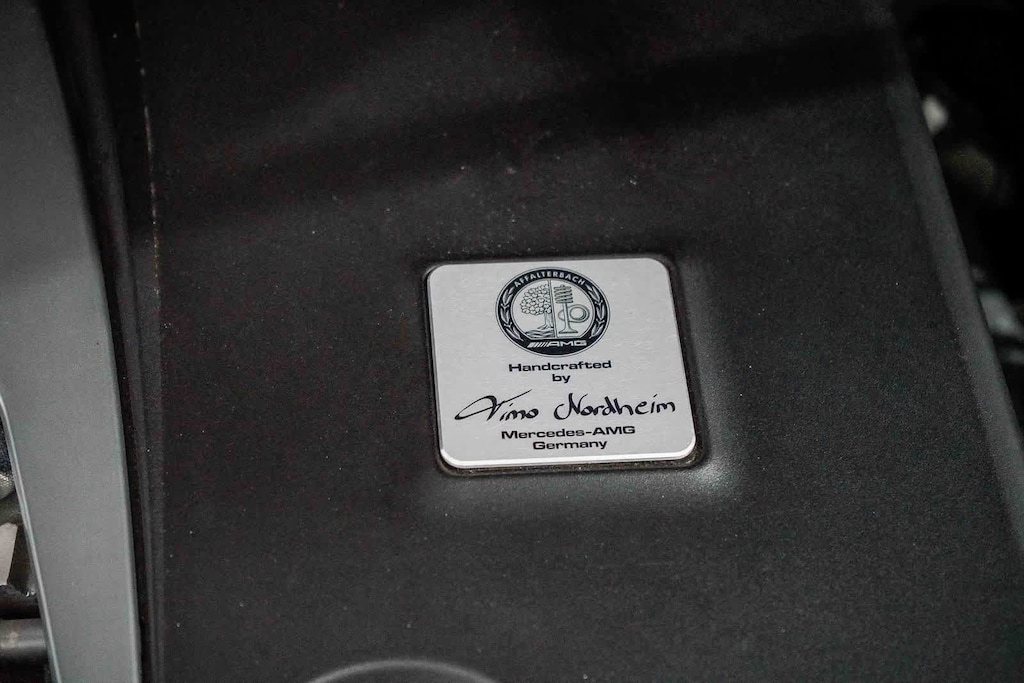 AFFALTERBACH
AMG
Handcrafted
by
Timo Nordheim
Mercedes-AMG
Germany